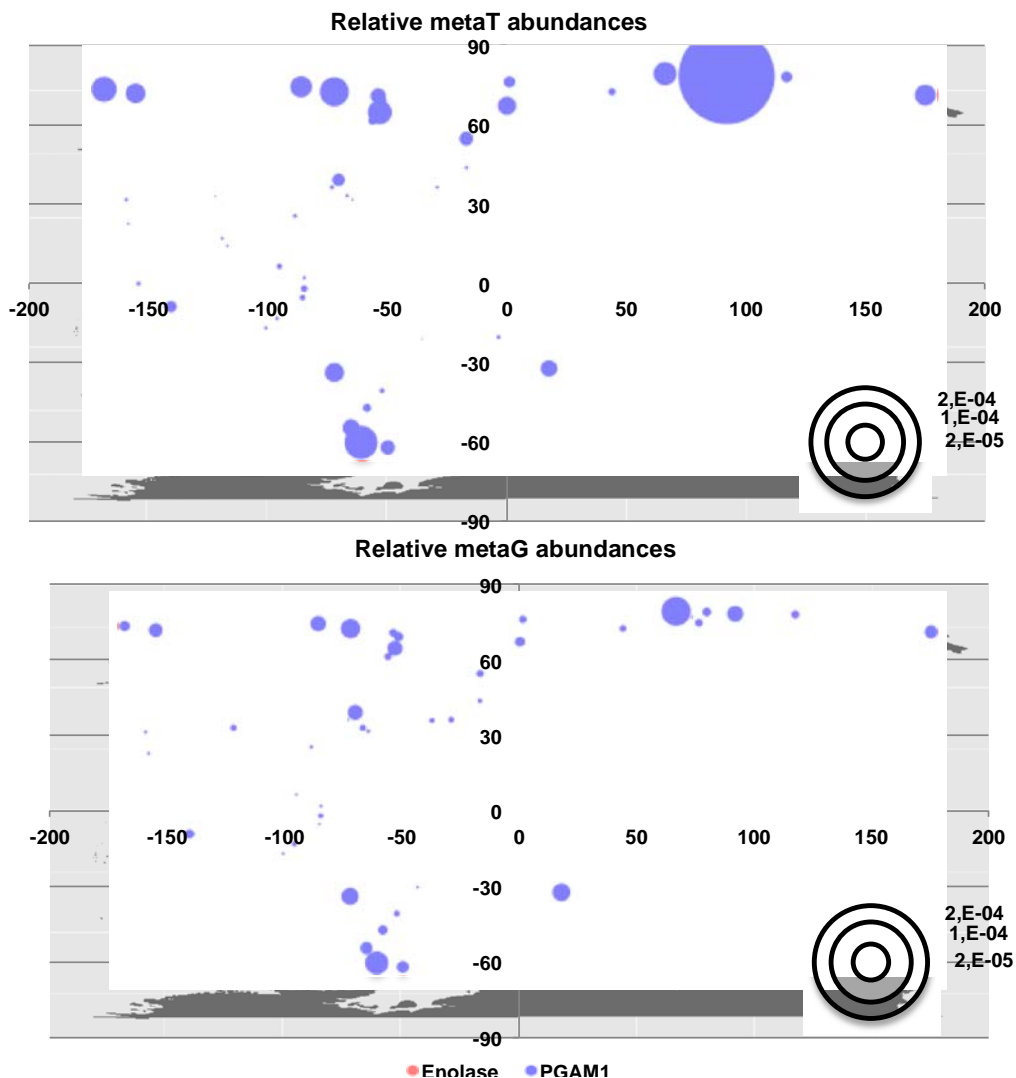 Relative metaT abundances
90
60
30
0
-200 -150 -100 -50 0 50 100 150 200
-30
2,E-04
1,E-04
-60 2,E-05
-90
Relative metaG abundances
90
60
30
0
-200 -150 -100 -50 0 50 100 150 200
-30
2,E-04
1,E-04
-60 2,E-05
-90
Enolase PGAM1